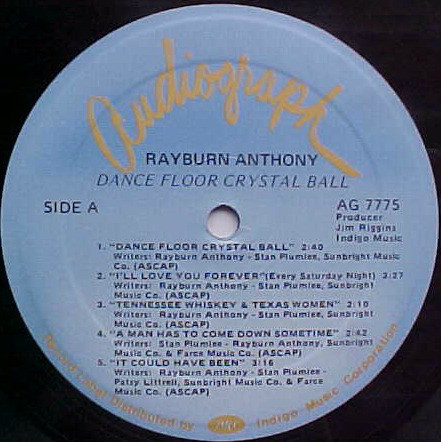 Audiograph
RAYBURN ANTHONY
DANCE FLOOR CRYSTAL BALL
SIDE A
AG 7775
Producer
Jim Riggins
Indigo Music
1. "DANCE FLOOR CRYSTAL BALL" 2:40
Writers: Rayburn Anthony - Stan Plumlee, Sunbright
Music Co. (ASCAP)
2. "I'LL LOVE YOU FOREVER"(Every Saturday Night) 3:27
Writers: Rayburn Anthony - Stan Plumlee, Sunbright
Music Co. (ASCAP)
3. "TENNESSEE WHISKEY & TEXAS WOMEN" 2:10
Writers: Rayburn Anthony - Stan Plumlee, Sunbright
Music Co. (ASCAP)
4. "A MAN HAS TO COME DOWN SOMETIME" 2:42
Writers: Stan Plumlee - Rayburn Anthony, Sunbright
Music Co. & Farce Music Co. (ASCAP)
5. "IT COULD HAVE BEEN" 3:16
Writers: Rayburn Anthony - Stan Plumlee -
Patsy Littrell, Sunbright Music Co. & Farce
Music Co. (ASCAP)
Record Label Distributed by Indigo Music Corporation